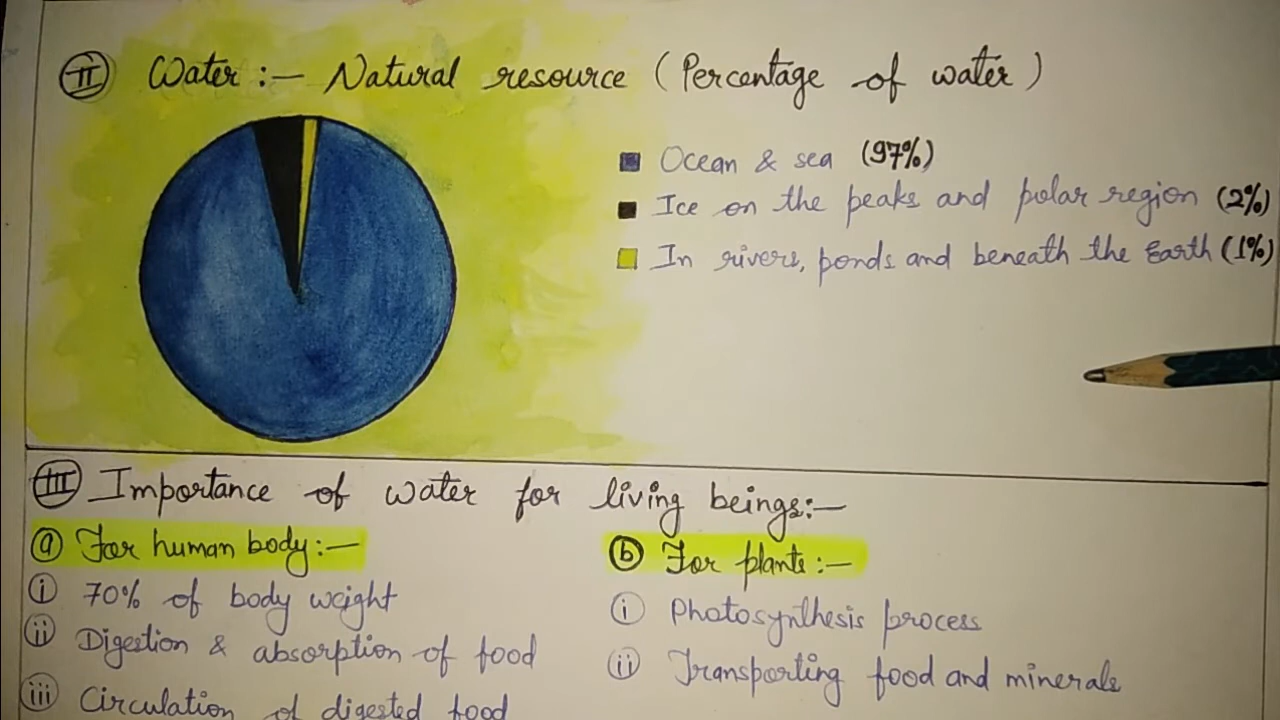 II Water :- Natural resource (Percentage of water)
Ocean & sea (97%)
Ice on the peaks and polar region (2%)
In rivers, ponds and beneath the Earth (1%)
III Importance of water for living beings:-
a For human body:-
i 70% of body weight
ii Digestion & absorption of food
iii Circulation of digested food
b For plants:-
i Photosynthesis process
ii Transporting food and minerals